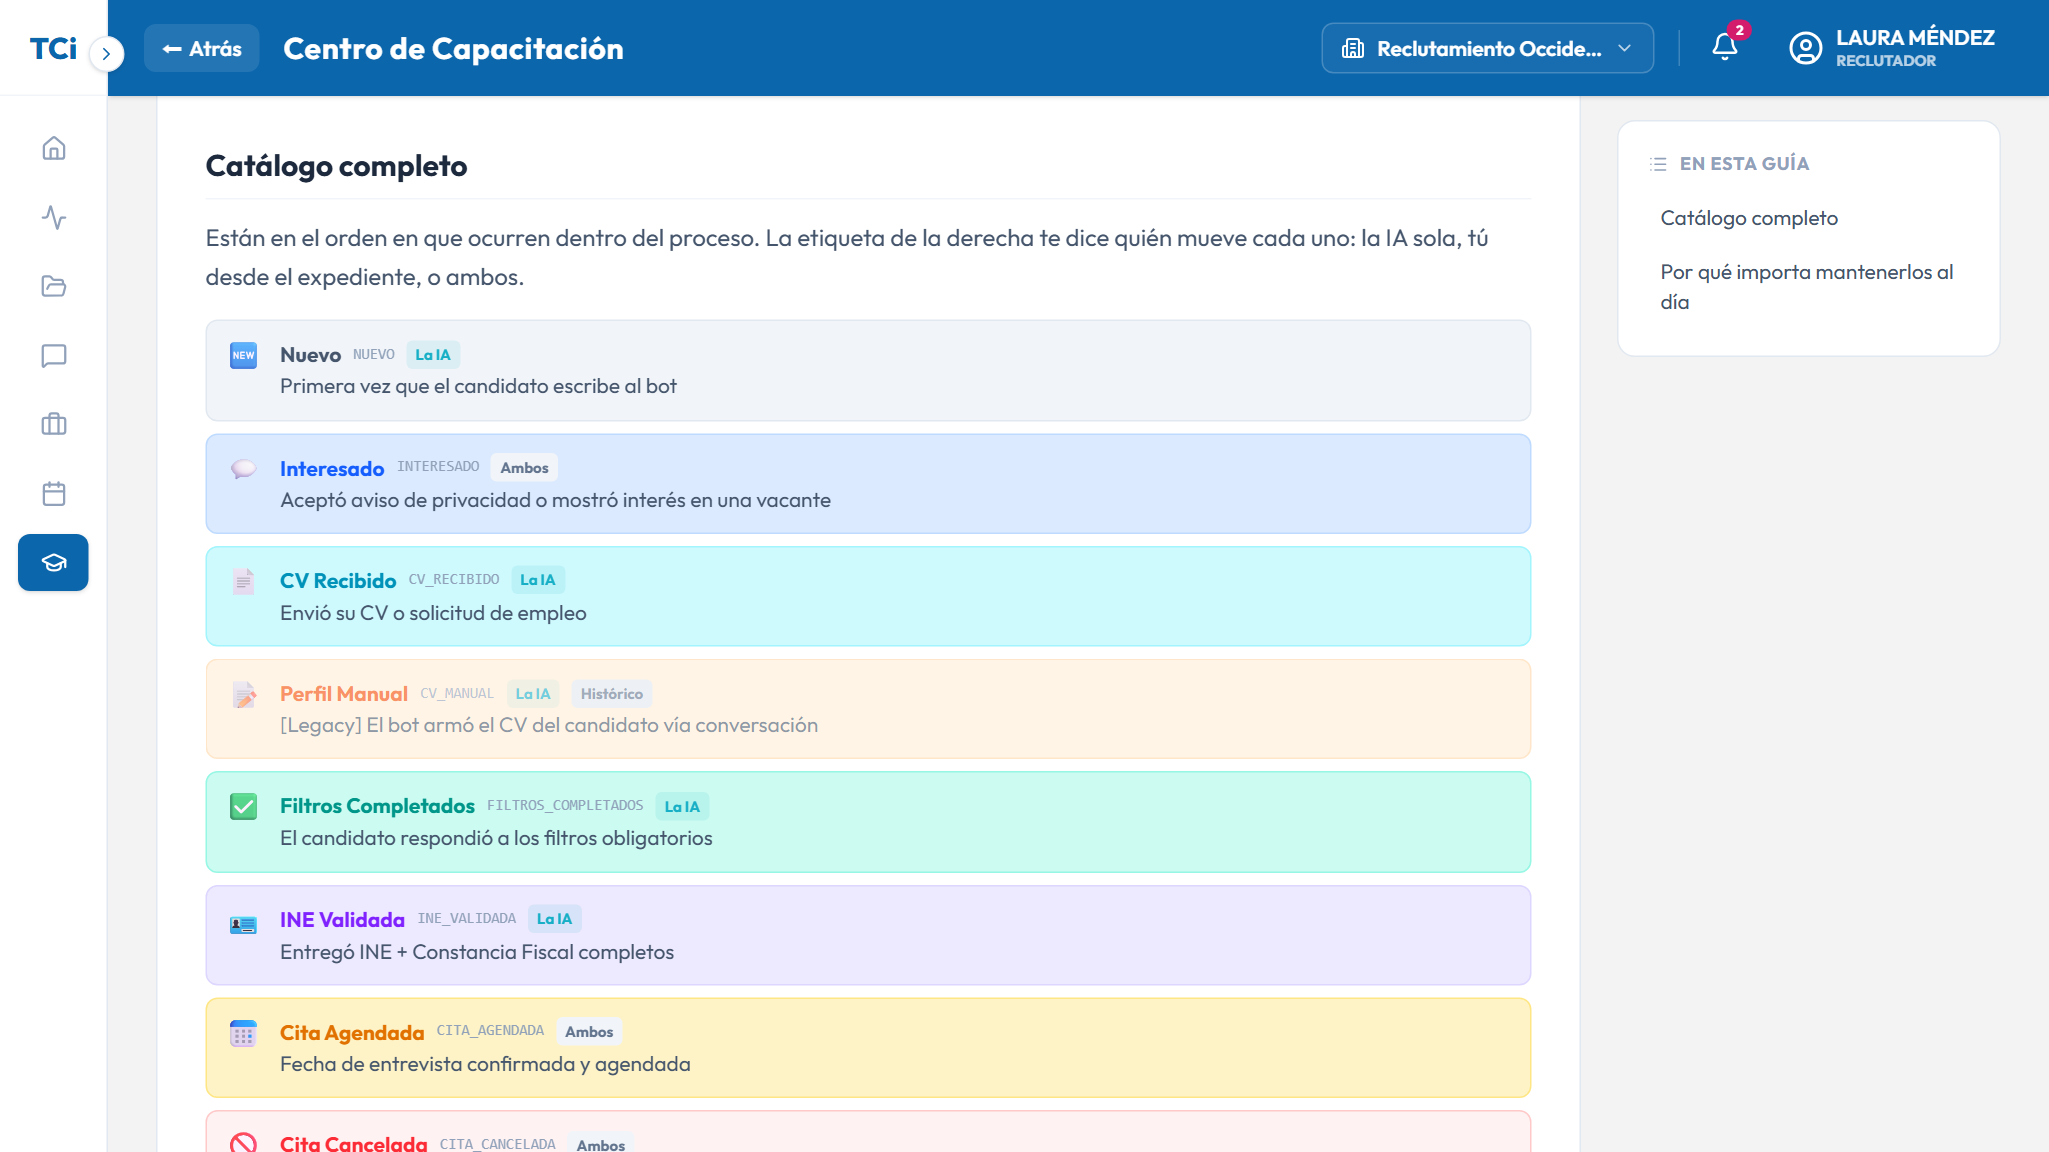 TCi
← Atrás
Centro de Capacitación
Reclutamiento Occide...
2
LAURA MÉNDEZ
RECLUTADOR
Catálogo completo
Están en el orden en que ocurren dentro del proceso. La etiqueta de la derecha te dice quién mueve cada uno: la IA sola, tú
desde el expediente, o ambos.
NEW
Nuevo NUEVO La IA
Primera vez que el candidato escribe al bot
Interesado INTERESADO Ambos
Aceptó aviso de privacidad o mostró interés en una vacante
CV Recibido CV_RECIBIDO La IA
Envió su CV o solicitud de empleo
Perfil Manual CV_MANUAL La IA Histórico
[Legacy] El bot armó el CV del candidato vía conversación
Filtros Completados FILTROS_COMPLETADOS La IA
El candidato respondió a los filtros obligatorios
INE Validada INE_VALIDADA La IA
Entregó INE + Constancia Fiscal completos
Cita Agendada CITA_AGENDADA Ambos
Fecha de entrevista confirmada y agendada
Cita Cancelada CITA_CANCELADA Ambos
EN ESTA GUÍA
Catálogo completo
Por qué importa mantenerlos al
día